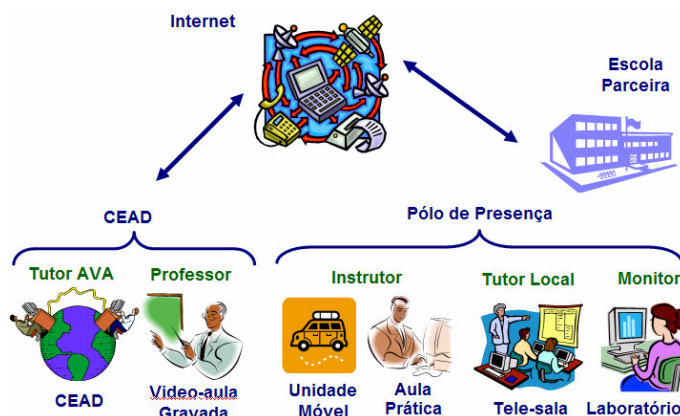 Internet
Escola
Parceira
CEAD
Pólo de Presença
Tutor AVA
Professor
Instrutor
Tutor Local
Monitor
CEAD
Vídeo-aula
Gravada
Unidade
Móvel
Aula
Prática
Tele-sala
Laboratório